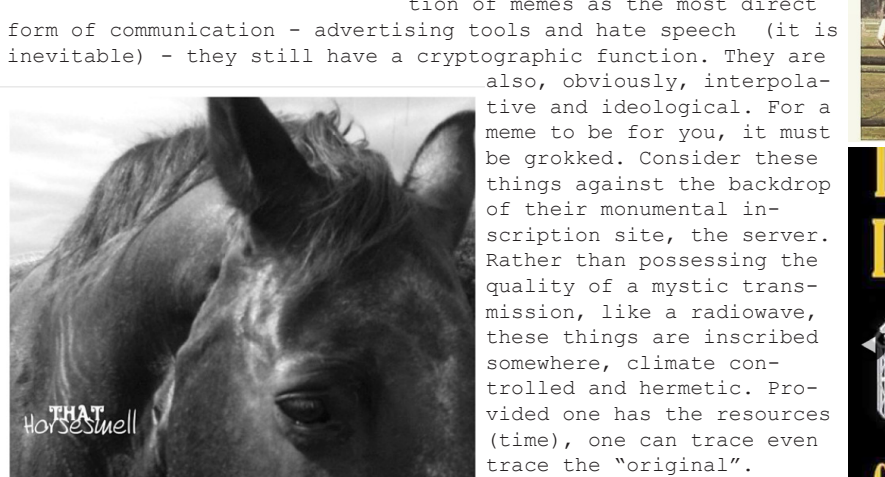 tion of memes as the most direct
form of communication - advertising tools and hate speech (it is
inevitable) - they still have a cryptographic function. They are
also, obviously, interpola-
tive and ideological. For a
meme to be for you, it must
be grokked. Consider these
things against the backdrop
of their monumental in-
scription site, the server.
Rather than possessing the
quality of a mystic trans-
mission, like a radiowave,
these things are inscribed
somewhere, climate con-
trolled and hermetic. Pro-
vided one has the resources
(time), one can trace even
trace the “original”.
THAT
HorseSmell